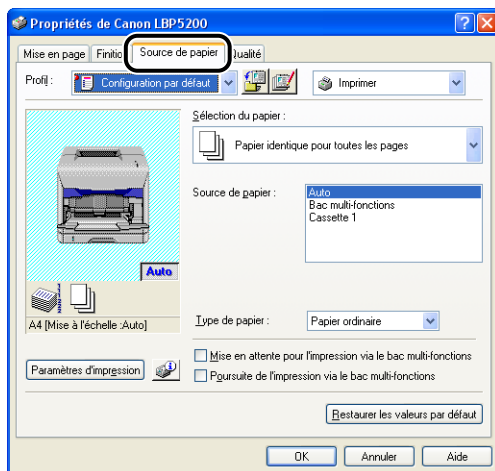 Propriétés de Canon LBP5200
Mise en page Finitio Source de papier Qualité
Profil : Configuration par défaut Imprimer
Sélection du papier :
Papier identique pour toutes les pages
Source de papier : Auto
Bac multi-fonctions
Cassette 1
Auto
A4 [Mise à l'échelle :Auto]
Type de papier : Papier ordinaire
Mise en attente pour l'impression via le bac multi-fonctions
Paramètres d'impression
Poursuite de l'impression via le bac multi-fonctions
Restaurer les valeurs par défaut
OK Annuler Aide